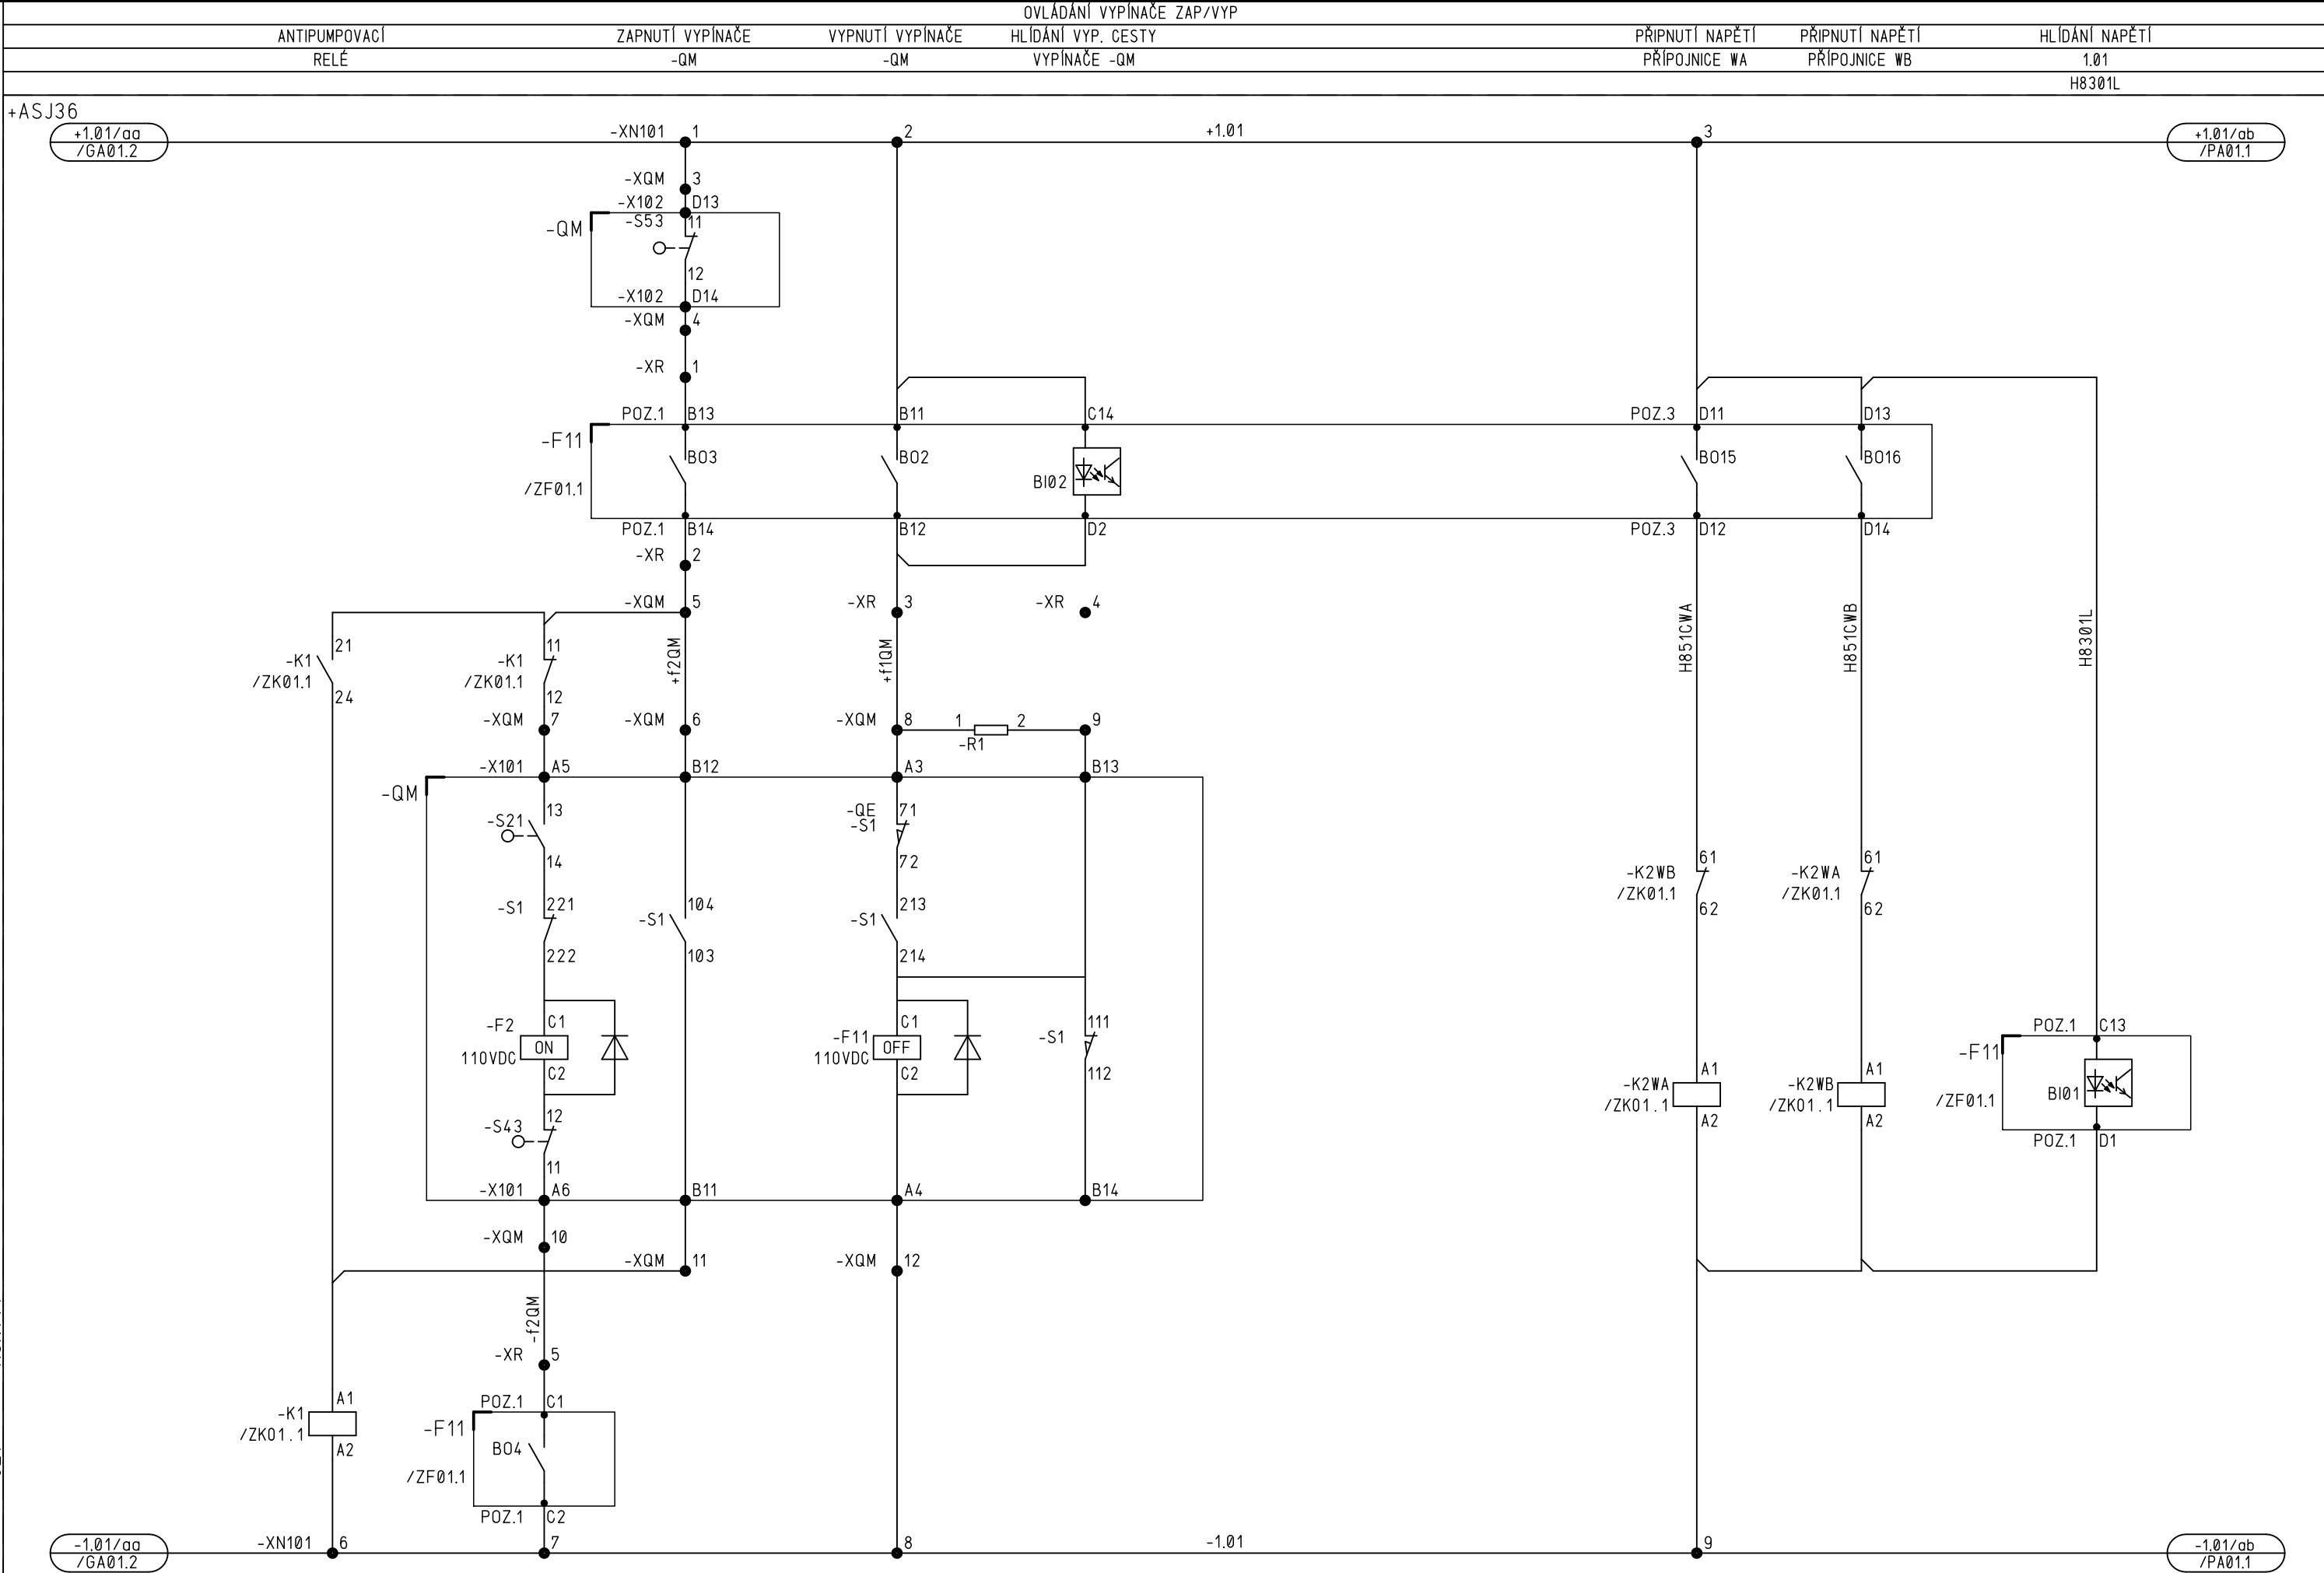 OVLÁDÁNÍ VYPÍNAČE ZAP/VYP
ANTIPUMPOVACÍ ZAPNUTÍ VYPÍNAČE VYPNUTÍ VYPÍNAČE HLÍDÁNÍ VYP. CESTY PŘIPNUTÍ NAPĚTÍ PŘIPNUTÍ NAPĚTÍ HLÍDÁNÍ NAPĚTÍ
RELÉ -QM -QM VYPÍNAČE -QM PŘÍPOJNICE WA PŘÍPOJNICE WB 1.01
H8301L
+ASJ36
+1.01/aa -XN101 1 2 +1.01 3 +1.01/ab
/GA01.2 /PA01.1
-XQM 3
-X102 D13
-QM -S53 11
12
-X102 D14
-XQM 4
-XR 1
POZ.1 B13 B11 C14 POZ.3 D11 D13
-F11 BO3 BO2 BO15 BO16
/ZF01.1 BI02
POZ.1 B14 B12 D2 POZ.3 D12 D14
-XR 2
-XQM 5 -XR 3 -XR 4
+f2QM +f1QM H851CWA H851CWB H8301L
21 11
-K1 -K1
/ZK01.1 /ZK01.1
24 12
-XQM 7 -XQM 6 -XQM 8 1 2 9
-R1
-X101 A5 B12 A3 B13
-QM
13 -QE 71
-S21 -S1
14 72
61 61
-K2WB -K2WA
/ZK01.1 /ZK01.1
62 62
-S1 221 -S1 104 -S1 213
222 103 214
-F2 C1 -F11 C1 -S1 111 POZ.1 C13
110VDC ON 110VDC OFF -F11
C2 C2 112
A1 A1
-K2WA -K2WB BI01
/ZK01.1 /ZK01.1 /ZF01.1
A2 A2
POZ.1 D1
-S43 12
11
-X101 A6 B11 A4 B14
-XQM 10
-XQM 11 -XQM 12
-f2QM
-XR 5
A1 POZ.1 C1
-K1 -F11
/ZK01.1 BO4
A2 /ZF01.1
POZ.1 C2
-1.01/aa -XN101 6 7 8 -1.01 9 -1.01/ab
/GA01.2 /PA01.1